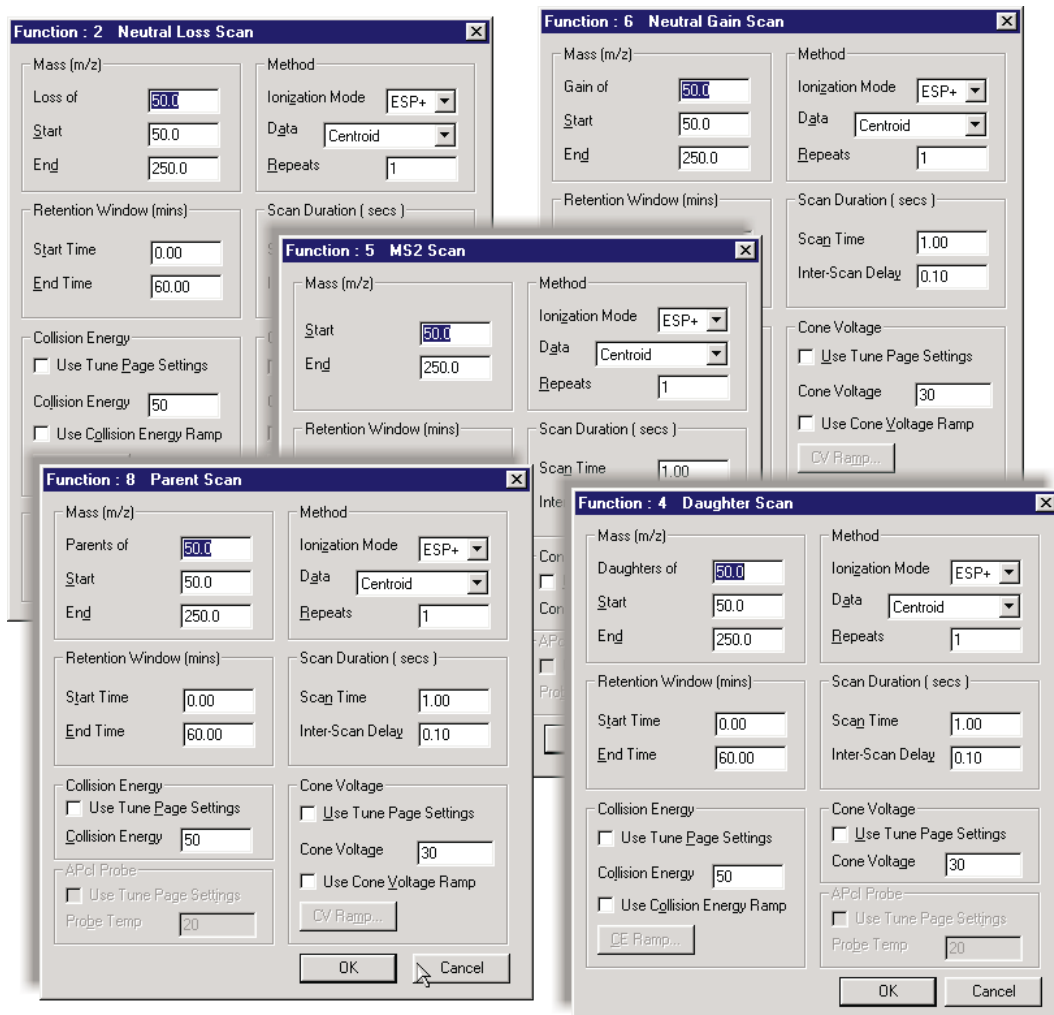 Function : 2 Neutral Loss Scan
Mass (m/z)
Loss of 50.0
Start 50.0
End 250.0
Method
Ionization Mode ESP+
Data Centroid
Repeats 1
Retention Window (mins)
Start Time 0.00
End Time 60.00
Scan Duration ( secs )
Collision Energy
Use Tune Page Settings
Collision Energy 50
Use Collision Energy Ramp
Function : 6 Neutral Gain Scan
Mass (m/z)
Gain of 50.0
Start 50.0
End 250.0
Method
Ionization Mode ESP+
Data Centroid
Repeats 1
Retention Window (mins)
Scan Duration ( secs )
Scan Time 1.00
Inter-Scan Delay 0.10
Cone Voltage
Use Tune Page Settings
Cone Voltage 30
Use Cone Voltage Ramp
CV Ramp...
Function : 5 MS2 Scan
Mass (m/z)
Start 50.0
End 250.0
Method
Ionization Mode ESP+
Data Centroid
Repeats 1
Retention Window (mins)
Scan Duration ( secs )
Scan Time 1.00
Function : 8 Parent Scan
Mass (m/z)
Parents of 50.0
Start 50.0
End 250.0
Method
Ionization Mode ESP+
Data Centroid
Repeats 1
Retention Window (mins)
Start Time 0.00
End Time 60.00
Scan Duration ( secs )
Scan Time 1.00
Inter-Scan Delay 0.10
Collision Energy
Use Tune Page Settings
Collision Energy 50
APcI Probe
Use Tune Page Settings
Probe Temp 20
Cone Voltage
Use Tune Page Settings
Cone Voltage 30
Use Cone Voltage Ramp
CV Ramp...
OK Cancel
Function : 4 Daughter Scan
Mass (m/z)
Daughters of 50.0
Start 50.0
End 250.0
Method
Ionization Mode ESP+
Data Centroid
Repeats 1
Retention Window (mins)
Start Time 0.00
End Time 60.00
Scan Duration ( secs )
Scan Time 1.00
Inter-Scan Delay 0.10
Collision Energy
Use Tune Page Settings
Collision Energy 50
Use Collision Energy Ramp
CE Ramp...
Cone Voltage
Use Tune Page Settings
Cone Voltage 30
APcI Probe
Use Tune Page Settings
Probe Temp 20
OK Cancel